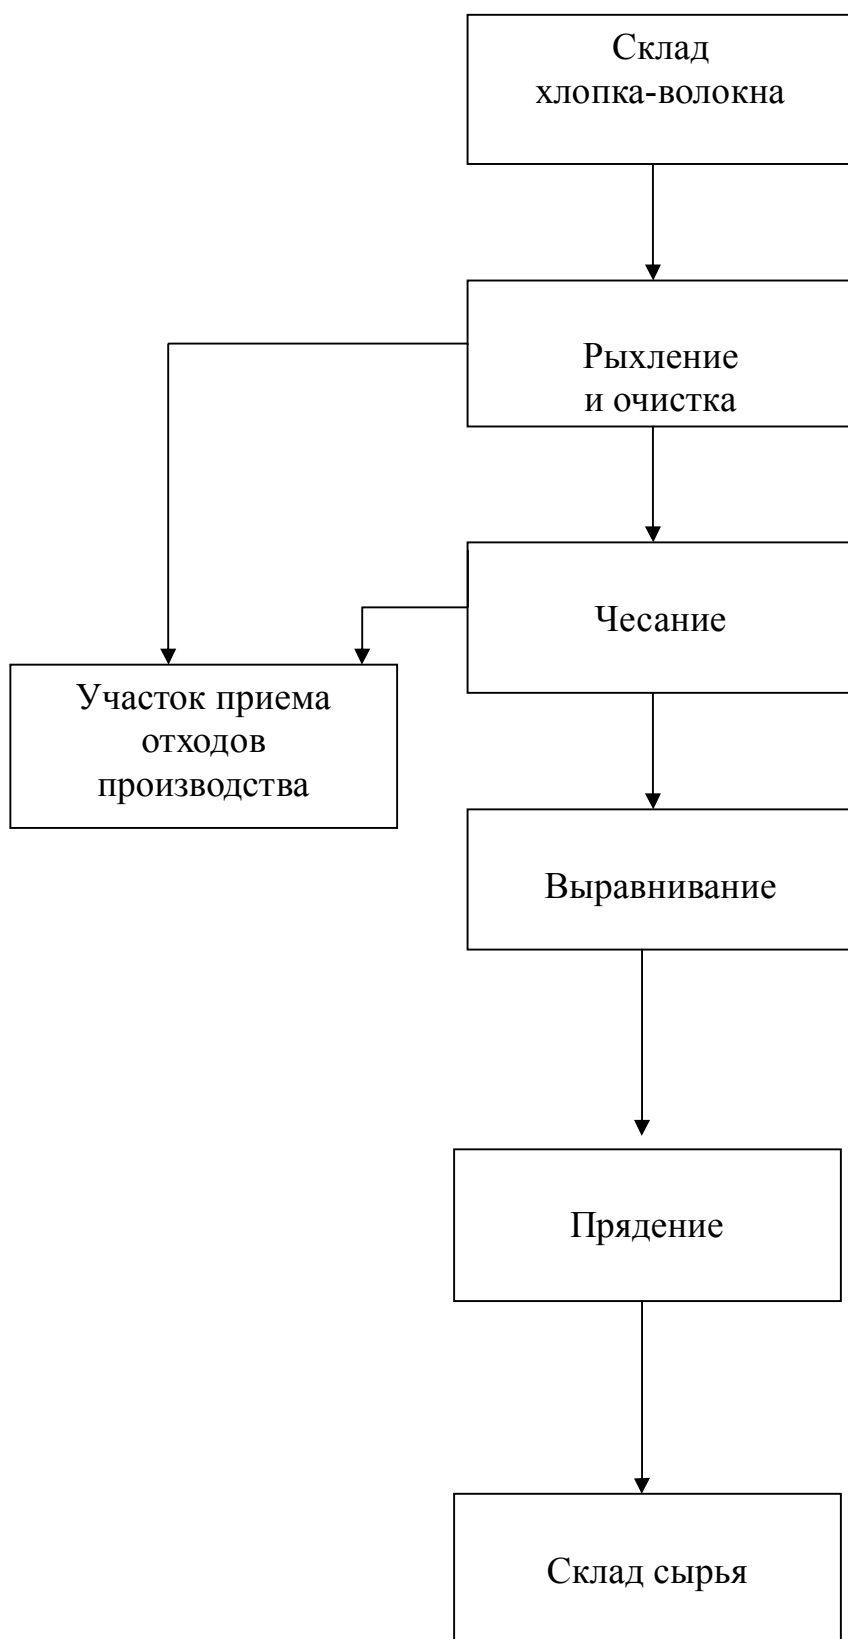 Склад
хлопка-волокна
Рыхление
и очистка
Чесание
Участок приема
отходов
производства
Выравнивание
Прядение
Склад сырья